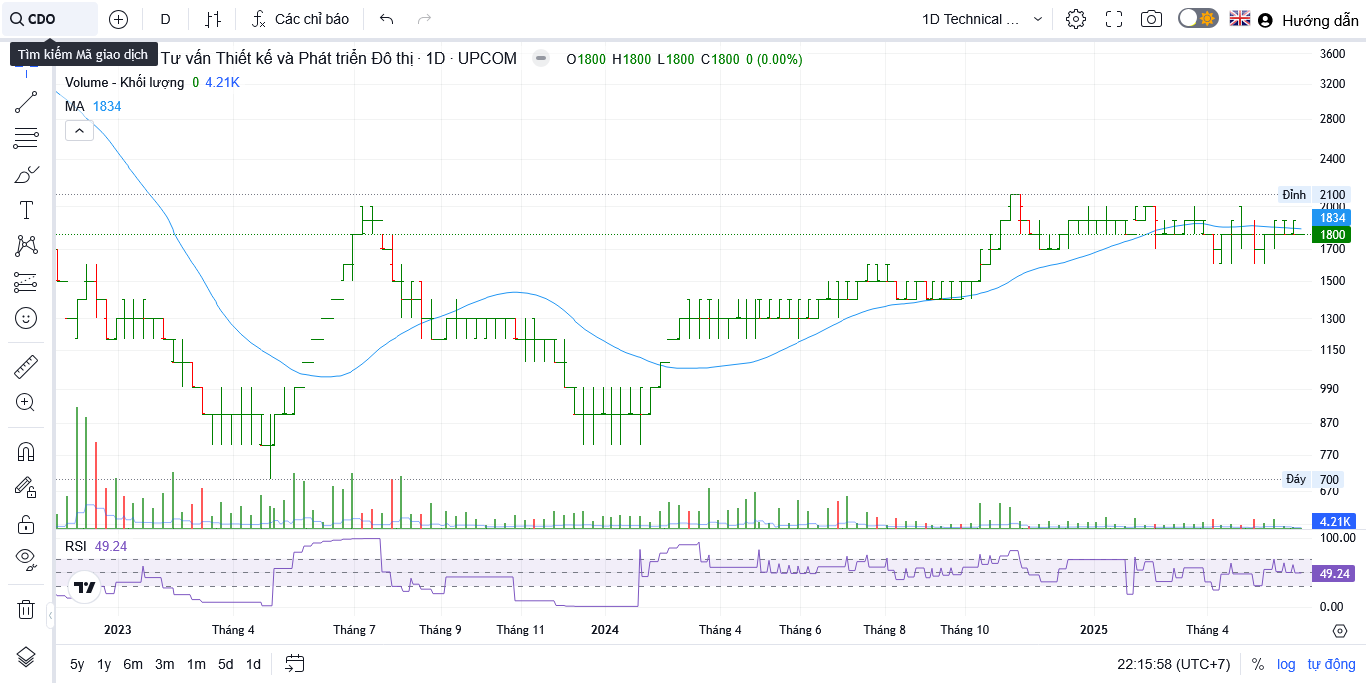 CDO
D
Các chỉ báo
1D Technical ...
Hướng dẫn
Tìm kiếm Mã giao dịch
Tư vấn Thiết kế và Phát triển Đô thị · 1D · UPCOM
O1800 H1800 L1800 C1800 0 (0.00%)
Volume - Khối lượng 0 4.21K
MA 1834
3600
3200
2800
2400
Đỉnh 2100
2000
1834
1800
1700
1500
1300
1150
990
870
770
Đáy 700
670
4.21K
RSI 49.24
100.00
49.24
0.00
2023 Tháng 4 Tháng 7 Tháng 9 Tháng 11 2024 Tháng 4 Tháng 6 Tháng 8 Tháng 10 2025 Tháng 4
5y 1y 6m 3m 1m 5d 1d
22:15:58 (UTC+7) % log tự động